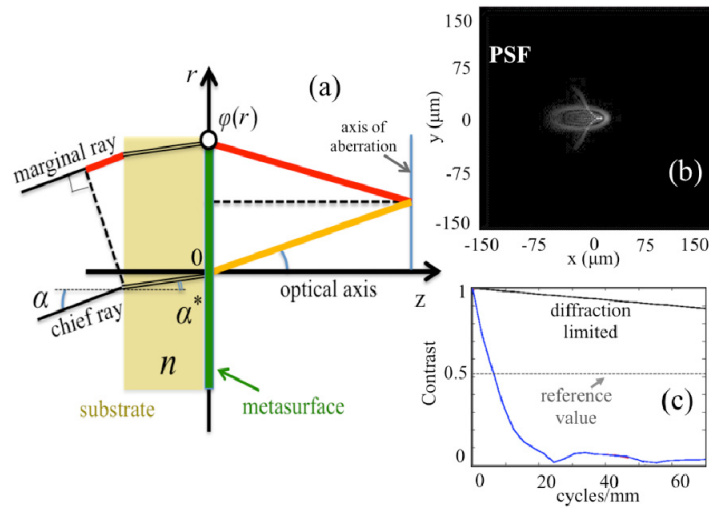 (a)
r
φ(r)
axis of
aberration
marginal ray
0
optical axis
z
α
chief ray
α*
n
substrate
metasurface
150
PSF
75
y (μm)
0
-75
(b)
-150
-150
-75
0
75
150
x (μm)
1
diffraction
limited
Contrast
0.5
reference
value
(c)
0
0
20
40
60
cycles/mm